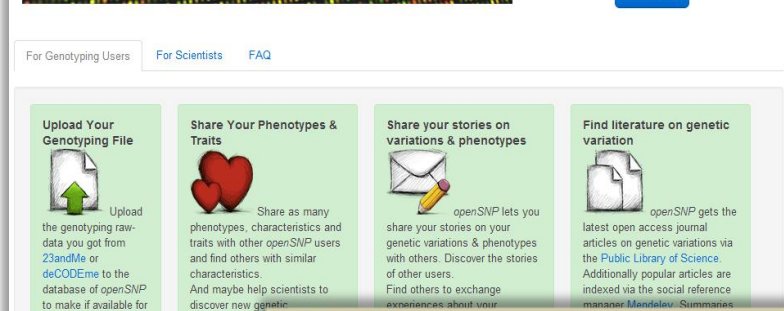 For Genotyping Users For Scientists FAQ
Upload Your
Genotyping File
Upload
the genotyping raw-
data you got from
23andMe or
deCODEme to the
database of openSNP
to make if available for
Share Your Phenotypes &
Traits
Share as many
phenotypes, characteristics and
traits with other openSNP users
and find others with similar
characteristics.
And maybe help scientists to
discover new genetic
Share your stories on
variations & phenotypes
openSNP lets you
share your stories on your
genetic variations & phenotypes
with others. Discover the stories
of other users.
Find others to exchange
experiences about your
Find literature on genetic
variation
openSNP gets the
latest open access journal
articles on genetic variations via
the Public Library of Science.
Additionally popular articles are
indexed via the social reference
manager Mendeley. Summaries